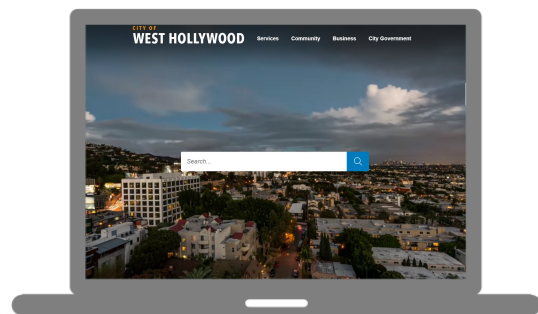 CITY OF
WEST HOLLYWOOD
Services Community Business City Government
Search...